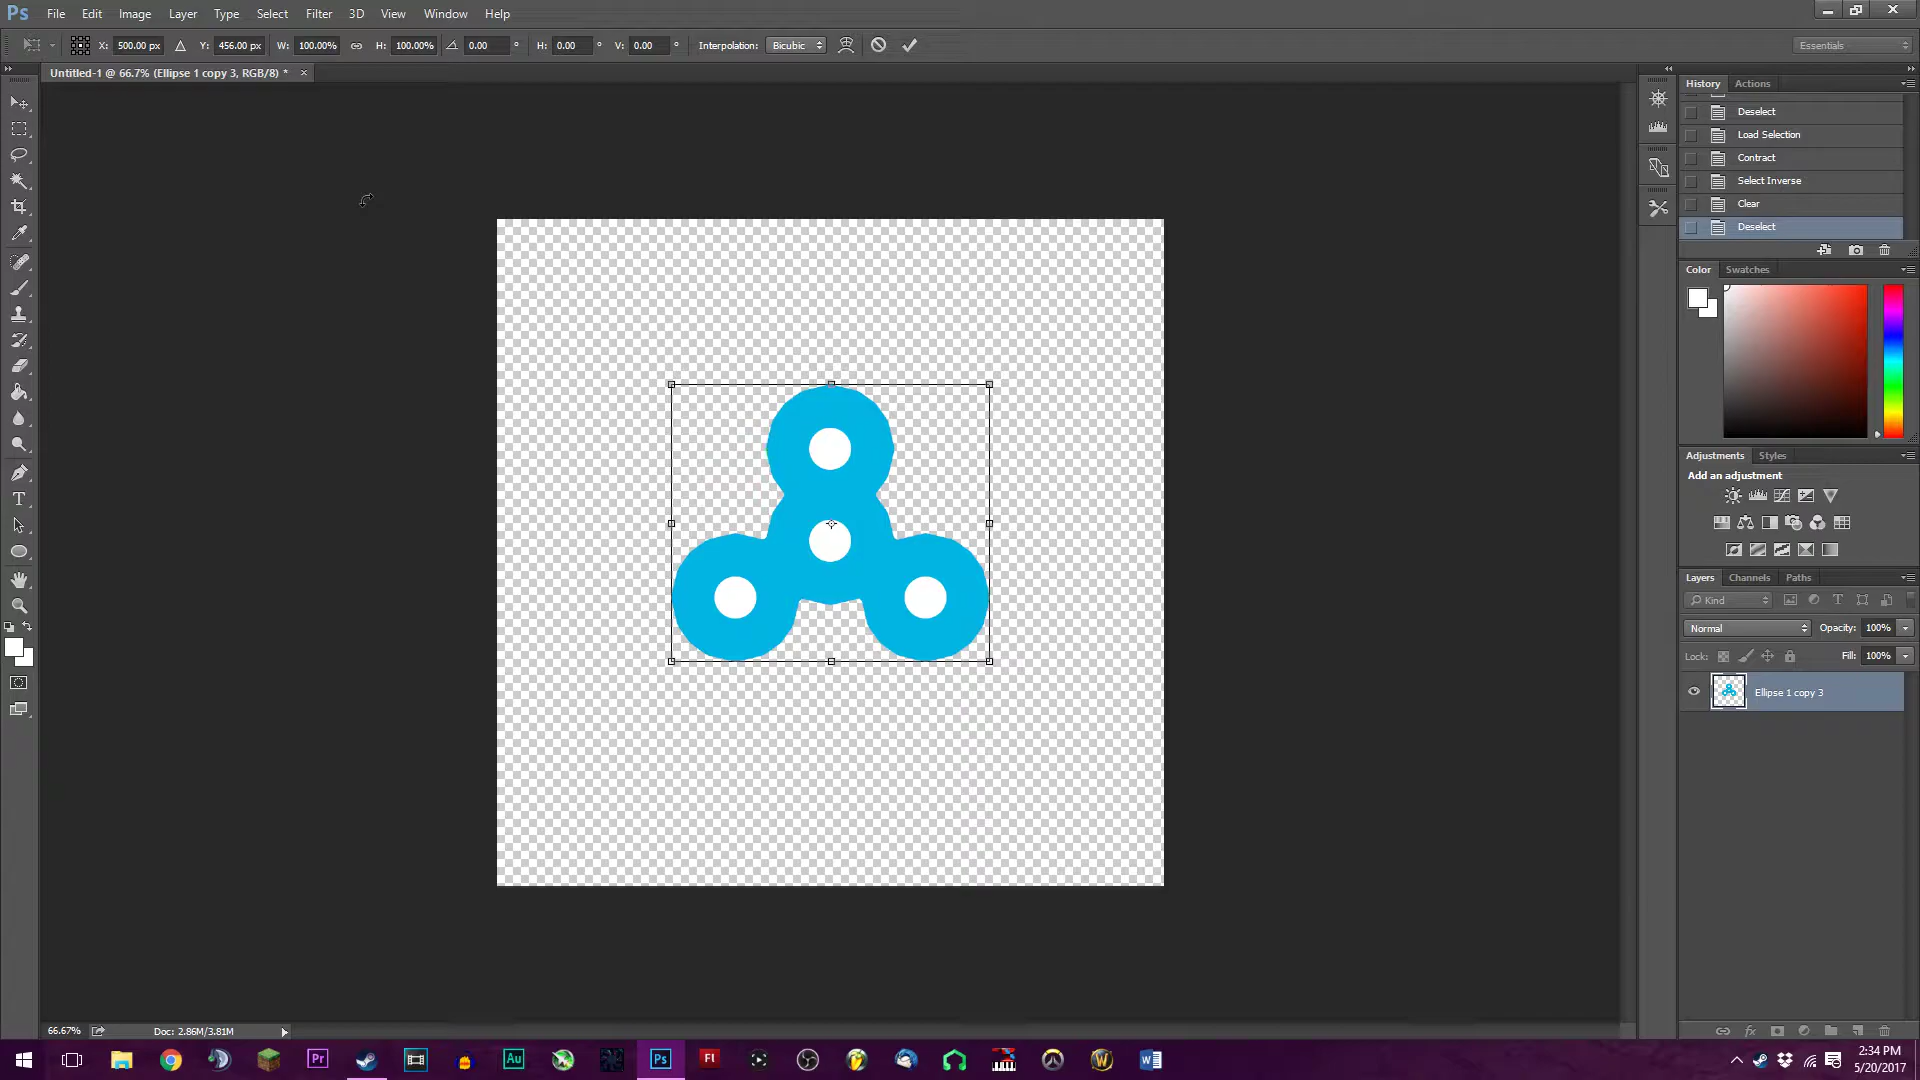 Ps File Edit Image Layer Type Select Filter 3D View Window Help
X: 500.00 px Y: 456.00 px W: 100.00% H: 100.00% 0.00 ° H: 0.00 ° V: 0.00 ° Interpolation: Bicubic Essentials
Untitled-1 @ 66.7% (Ellipse 1 copy 3, RGB/8) * ×
History Actions
Deselect
Load Selection
Contract
Select Inverse
Clear
Deselect
Color Swatches
Adjustments Styles
Add an adjustment
Layers Channels Paths
Kind
Normal Opacity: 100%
Lock: Fill: 100%
Ellipse 1 copy 3
T
66.67% Doc: 2.86M/3.81M
Pr Au Ps Fl W
2:34 PM
5/20/2017